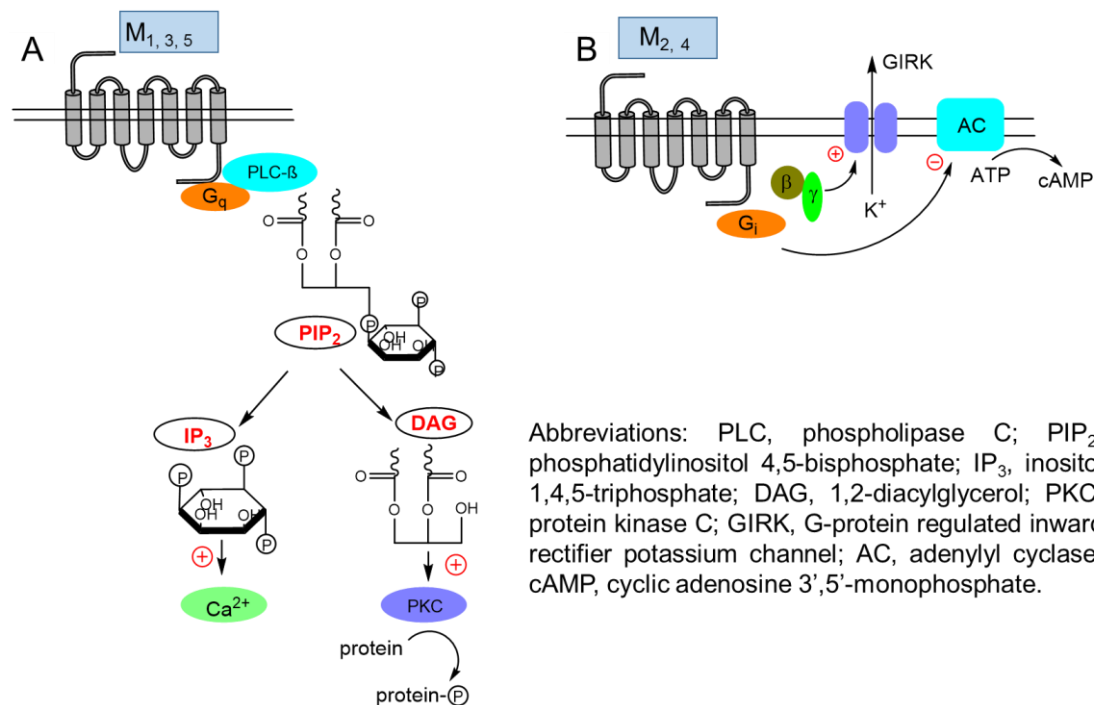 A
M1, 3, 5
PLC-ß
Gq
O
O
O
O
P
P
P
OH
OH
OH
PIP2
IP3
DAG
P
P
P
OH
OH
OH
OH
O
O
O
O
OH
+
+
Ca2+
PKC
protein
protein-P
B
M2, 4
GIRK
AC
+
−
β
γ
K+
ATP
cAMP
Gi
Abbreviations: PLC, phospholipase C; PIP2
phosphatidylinositol 4,5-bisphosphate; IP3, inosito
1,4,5-triphosphate; DAG, 1,2-diacylglycerol; PKC
protein kinase C; GIRK, G-protein regulated inward
rectifier potassium channel; AC, adenylyl cyclase
cAMP, cyclic adenosine 3’,5’-monophosphate.